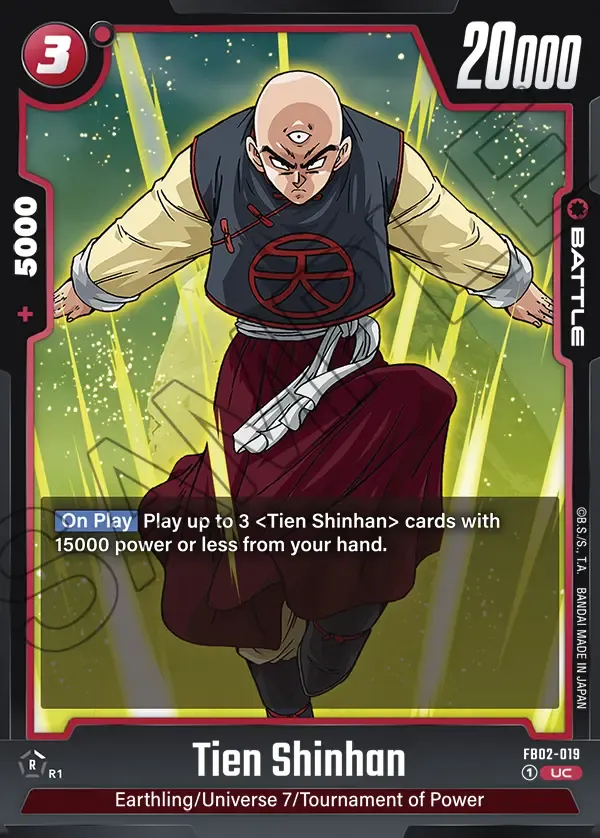 3
20000
+ 5000
BATTLE
天
On Play Play up to 3 <Tien Shinhan> cards with
15000 power or less from your hand.
SAMPLE
©B.S./S., T.A. BANDAI MADE IN JAPAN
Tien Shinhan
FB02-019
R R1
1 UC
Earthling/Universe 7/Tournament of Power